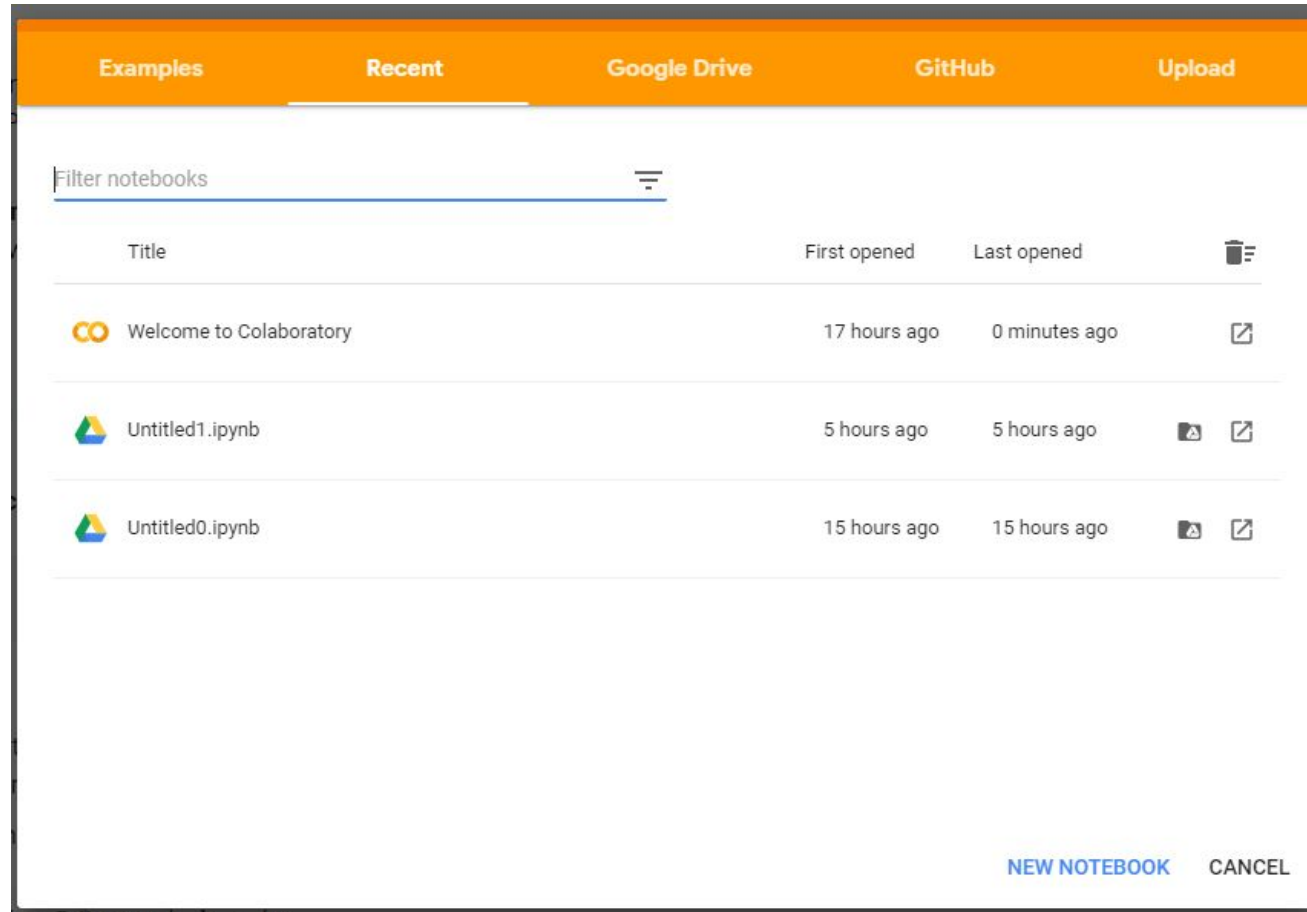 Examples Recent Google Drive GitHub Upload
Filter notebooks
Title First opened Last opened
Welcome to Colaboratory 17 hours ago 0 minutes ago
Untitled1.ipynb 5 hours ago 5 hours ago
Untitled0.ipynb 15 hours ago 15 hours ago
NEW NOTEBOOK CANCEL